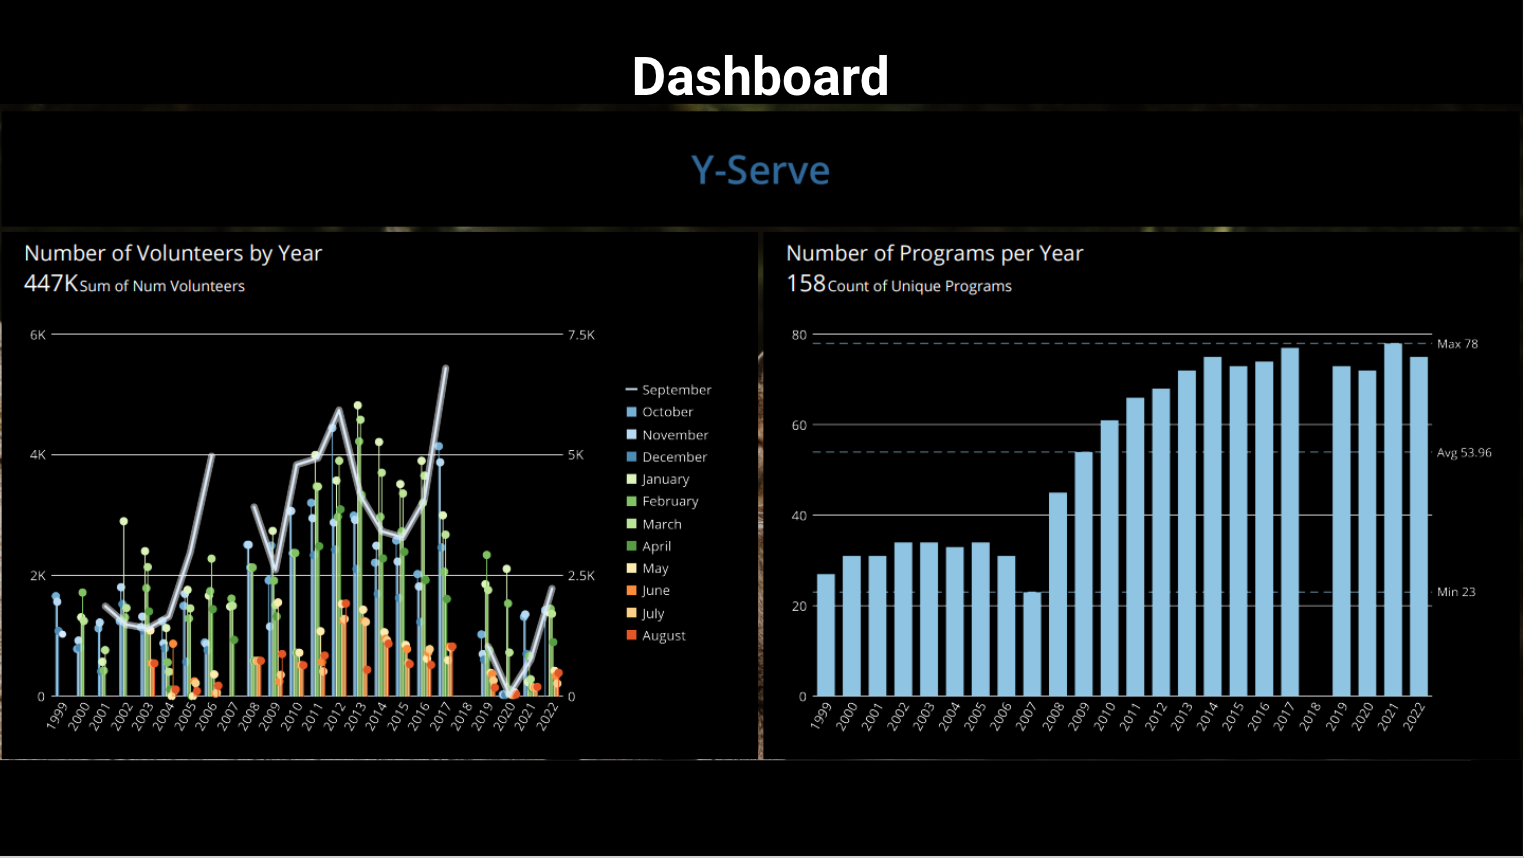 Dashboard
Y-Serve
Number of Volunteers by Year
447K Sum of Num Volunteers
6K
4K
2K
0
7.5K
5K
2.5K
0
1999
2000
2001
2002
2003
2004
2005
2006
2007
2008
2009
2010
2011
2012
2013
2014
2015
2016
2017
2018
2019
2020
2021
2022
September
October
November
December
January
February
March
April
May
June
July
August
Number of Programs per Year
158 Count of Unique Programs
80
60
40
20
0
Max 78
Avg 53.96
Min 23
1999
2000
2001
2002
2003
2004
2005
2006
2007
2008
2009
2010
2011
2012
2013
2014
2015
2016
2017
2018
2019
2020
2021
2022